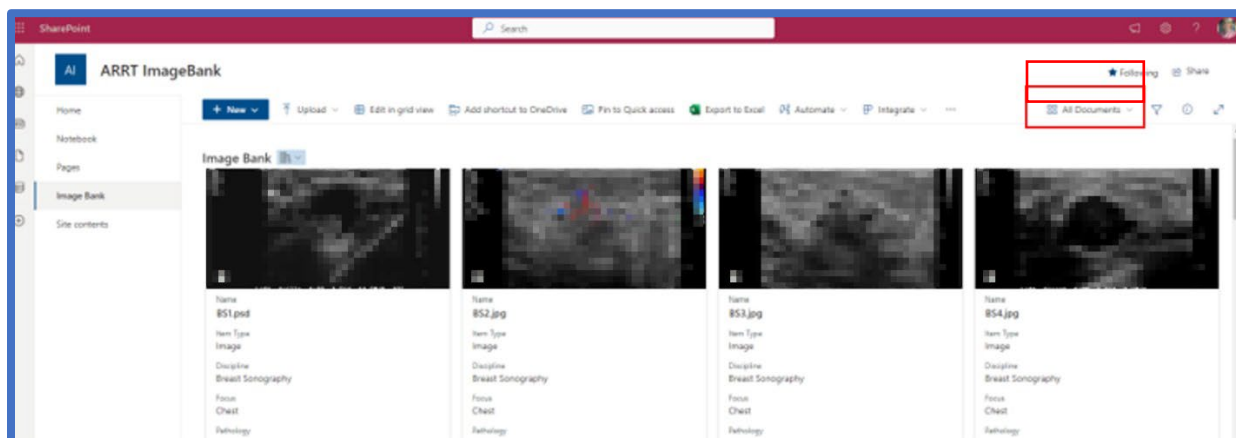 SharePoint
Search
AI ARRT ImageBank
Following Share
Home
Notebook
Pages
Image Bank
Site contents
+ New Upload Edit in grid view Add shortcut to OneDrive Pin to Quick access Export to Excel Automate Integrate ... All Documents
Image Bank
Name Name Name Name
BS1.psd BS2.jpg BS3.jpg BS4.jpg
Item Type Item Type Item Type Item Type
Image Image Image Image
Discipline Discipline Discipline Discipline
Breast Sonography Breast Sonography Breast Sonography Breast Sonography
Focus Focus Focus Focus
Chest Chest Chest Chest
Pathology Pathology Pathology Pathology